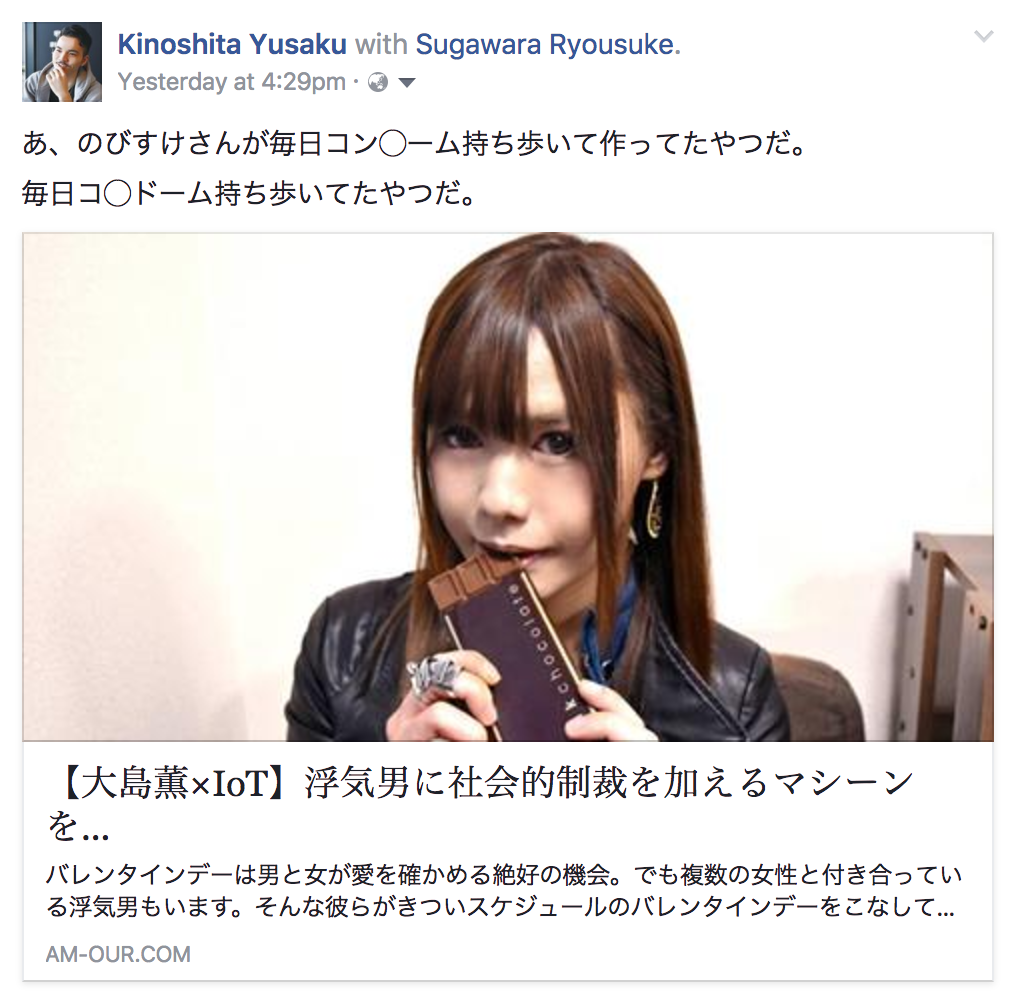 Kinoshita Yusaku with Sugawara Ryousuke.
Yesterday at 4:29pm ·
あ、のびすけさんが毎日コン◯ーム持ち歩いて作ってたやつだ。
毎日コ◯ドーム持ち歩いてたやつだ。
★chocolate
【大島薫×IoT】浮気男に社会的制裁を加えるマシーン
を...
バレンタインデーは男と女が愛を確かめる絶好の機会。でも複数の女性と付き合ってい
る浮気男もいます。そんな彼らがきついスケジュールのバレンタインデーをこなして...
AM-OUR.COM